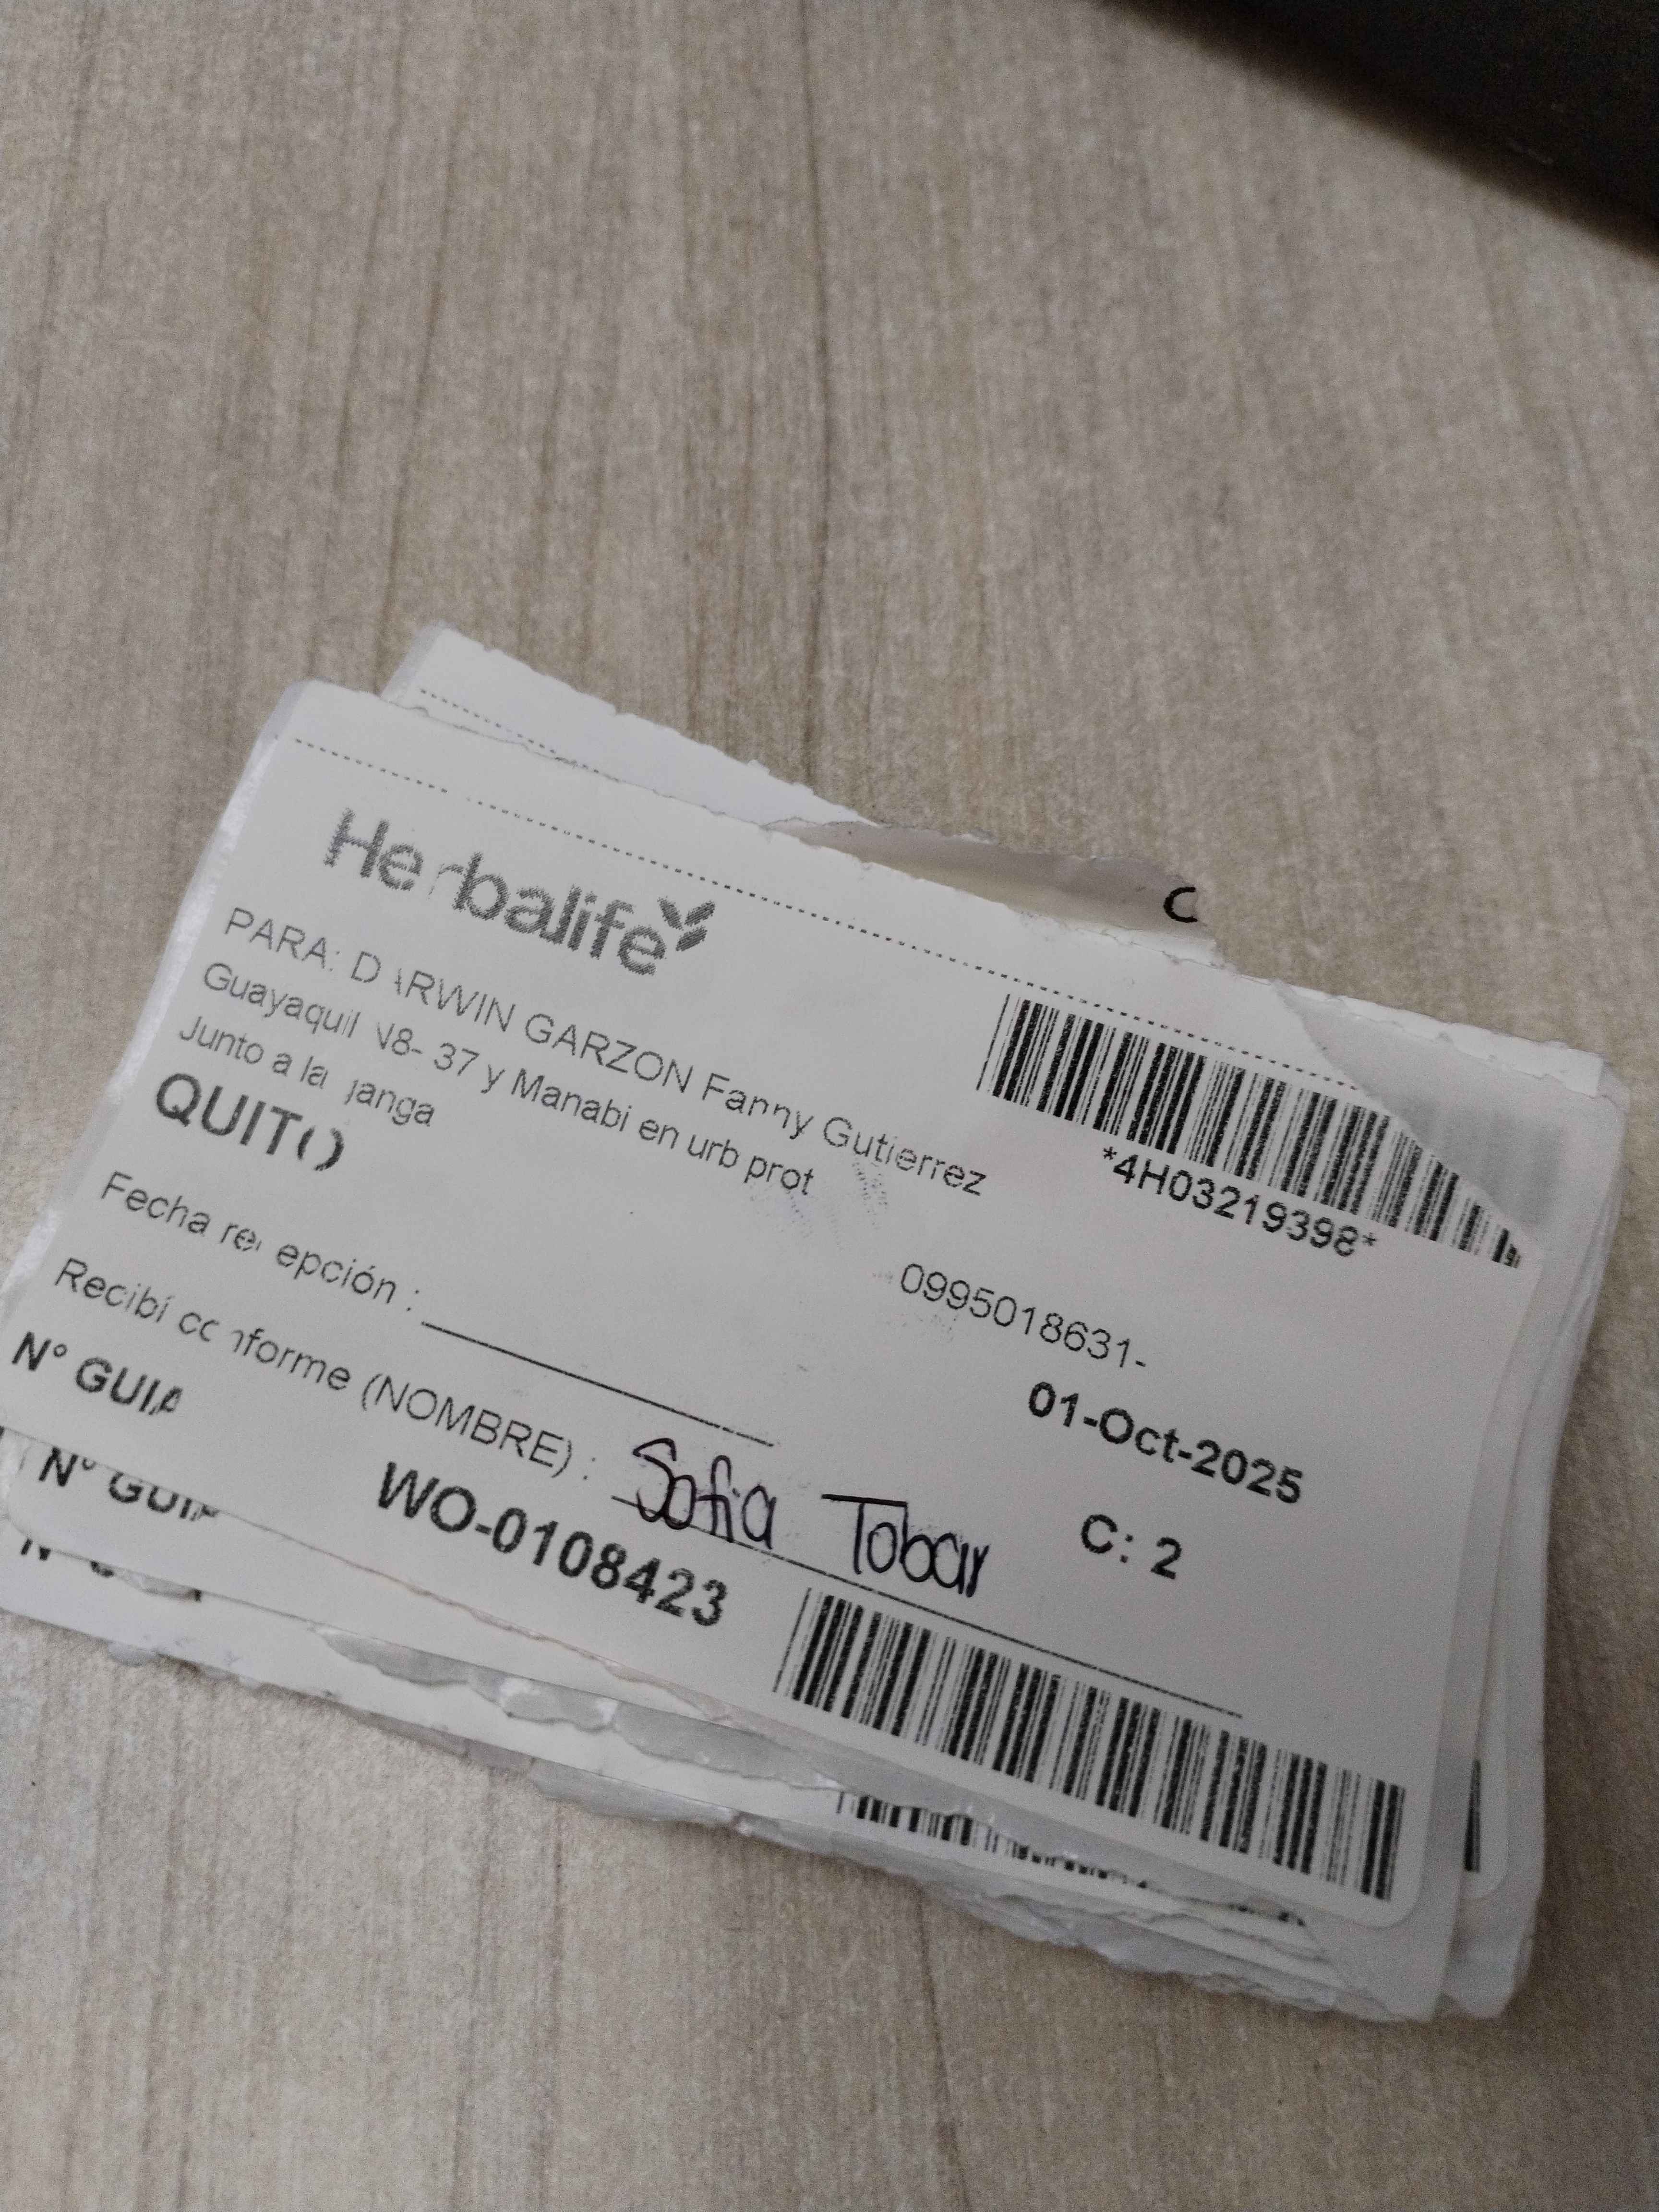 C
Herbalife
*4H03219398*
PARA: DARWIN GARZON Fanny Gutierrez
Guayaquil N8- 37 y Manabi en urb prot
Junto a la
QUITO
0995018631-
Fecha recepción :
01-Oct-2025
Recibí conforme (NOMBRE) : Sofia Tobar
C: 2
N° GUIA WO-0108423
N° GUIA